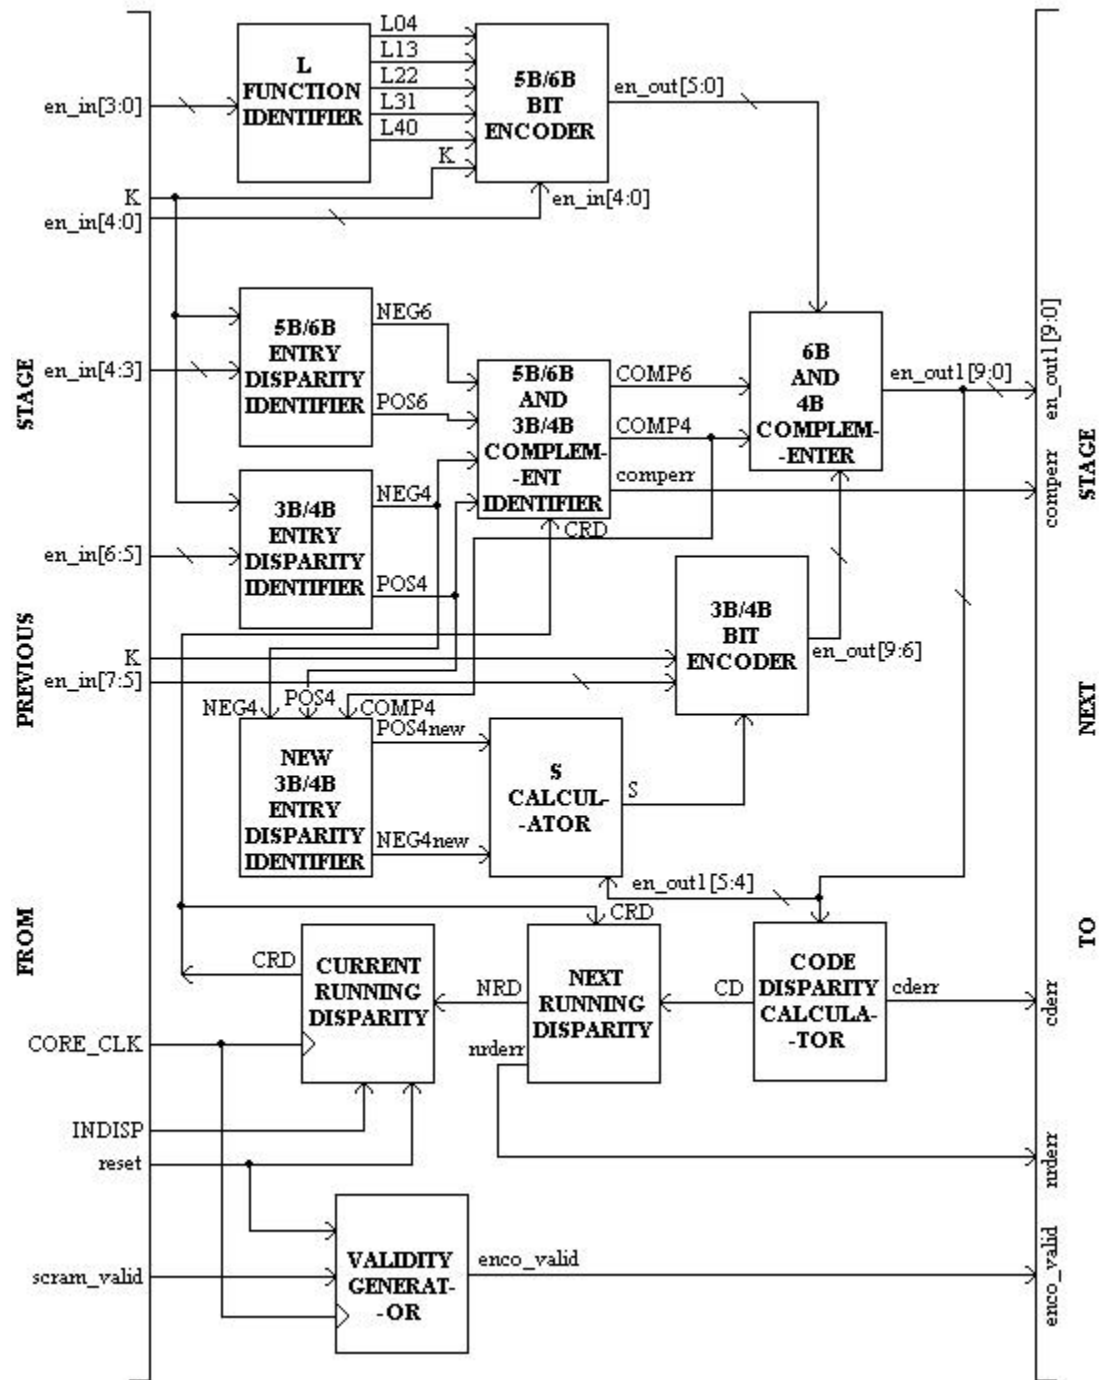 L04
L13
L22
L31
L40
K
L
FUNCTION
IDENTIFIER
5B/6B
BIT
ENCODER
en_out[5:0]
en_in[3:0]
K
en_in[4:0]
en_in[4:0]
5B/6B
ENTRY
DISPARITY
IDENTIFIER
NEG6
POS6
en_in[4:3]
5B/6B
AND
3B/4B
COMPLEM-
-ENT
IDENTIFIER
COMP6
COMP4
comperr
CRD
6B
AND
4B
COMPLEM-
-ENTER
en_out1[9:0]
en_out1[9:0]
comperr
STAGE
STAGE
3B/4B
ENTRY
DISPARITY
IDENTIFIER
NEG4
POS4
en_in[6:5]
3B/4B
BIT
ENCODER
en_out[9:6]
K
en_in[7:5]
PREVIOUS
NEXT
NEG4
POS4
COMP4
NEW
3B/4B
ENTRY
DISPARITY
IDENTIFIER
POS4new
NEG4new
S
CALCUL-
-ATOR
S
en_out1[5:4]
CRD
FROM
TO
CRD
CURRENT
RUNNING
DISPARITY
NRD
NEXT
RUNNING
DISPARITY
nrderr
CD
CODE
DISPARITY
CALCULA-
-TOR
cderr
cderr
CORE_CLK
INDISP
reset
nrderr
scram_valid
VALIDITY
GENERAT-
-OR
enco_valid
enco_valid